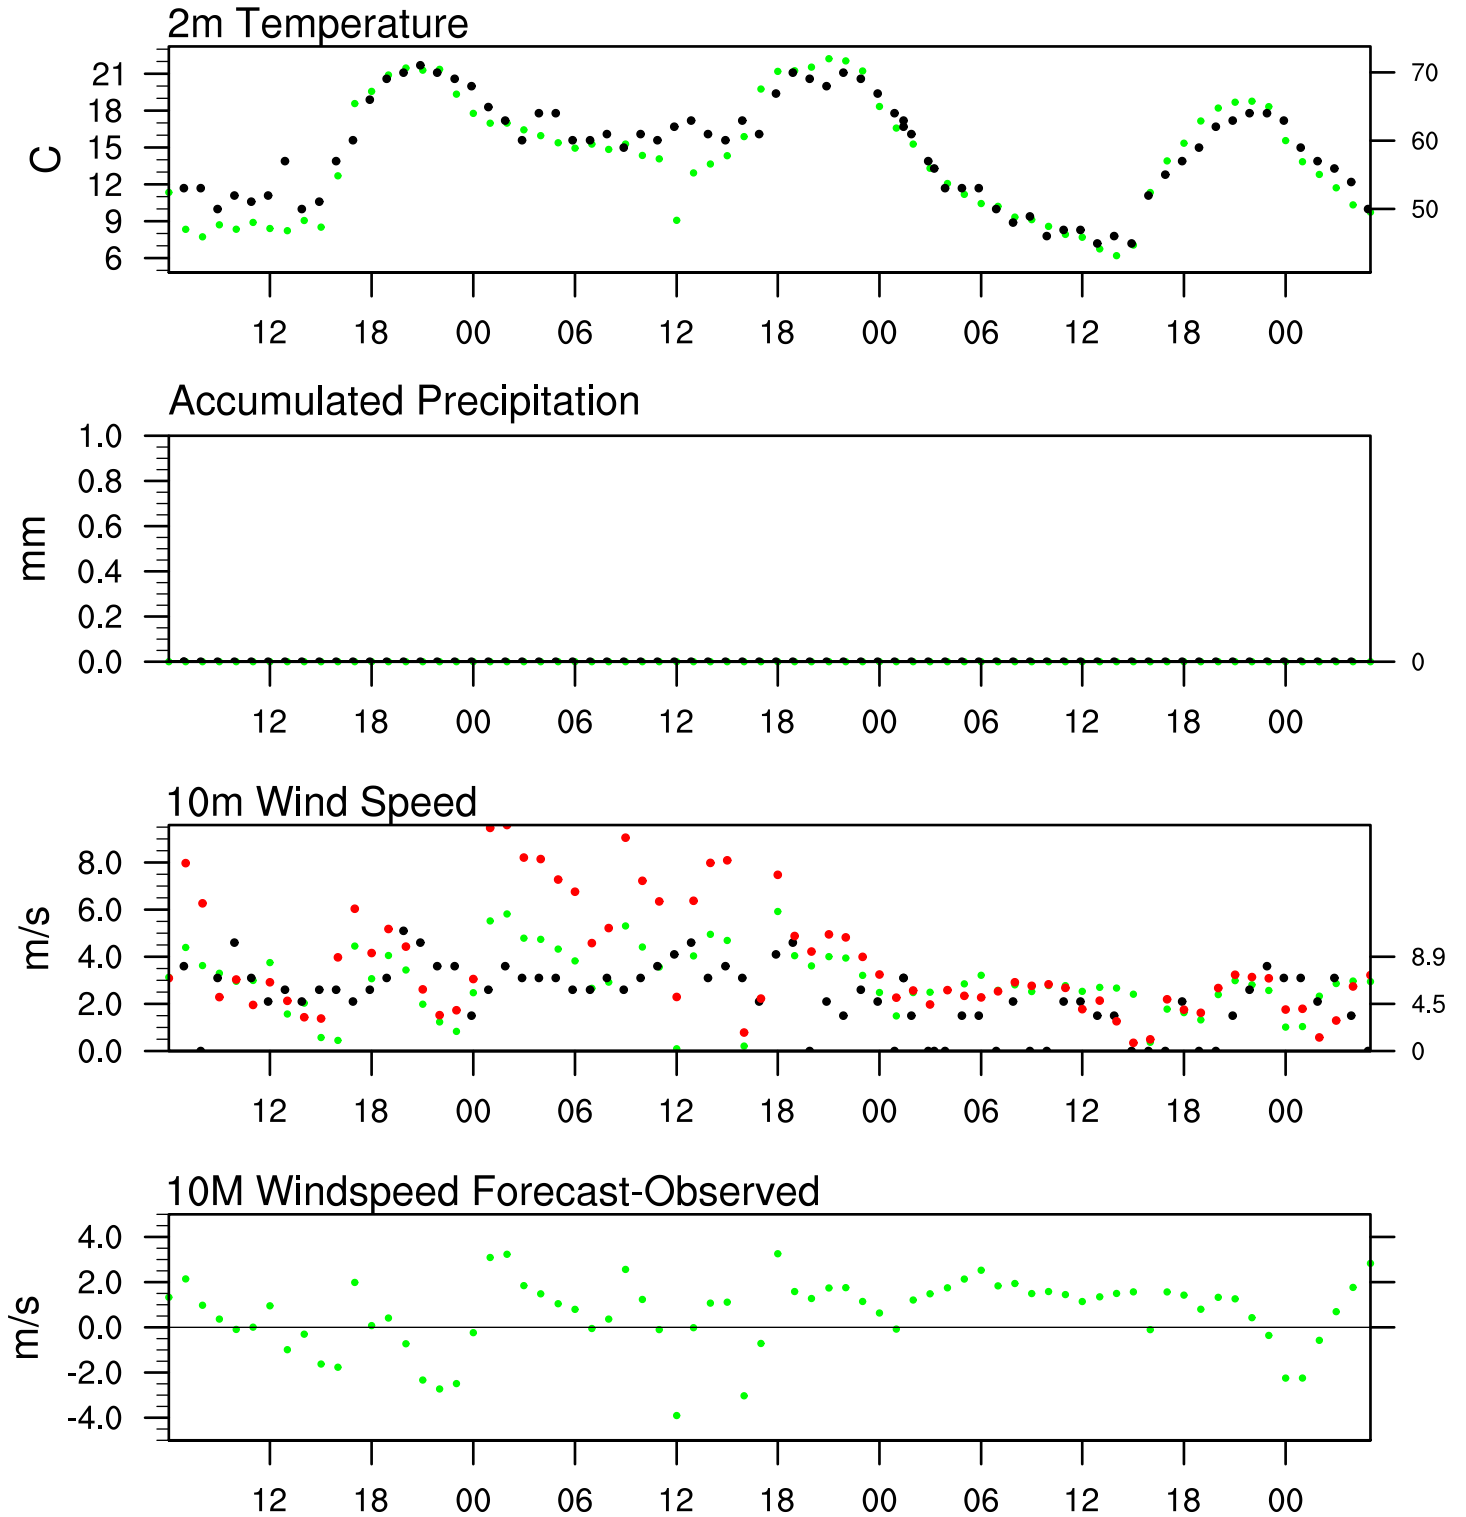 2m Temperature
21
18
15
12
9
6
C
70
60
50
12 18 00 06 12 18 00 06 12 18 00
Accumulated Precipitation
1.0
0.8
0.6
0.4
0.2
0.0
mm
0
12 18 00 06 12 18 00 06 12 18 00
10m Wind Speed
8.0
6.0
4.0
2.0
0.0
m/s
8.9
4.5
0
12 18 00 06 12 18 00 06 12 18 00
10M Windspeed Forecast-Observed
4.0
2.0
0.0
-2.0
-4.0
m/s
12 18 00 06 12 18 00 06 12 18 00